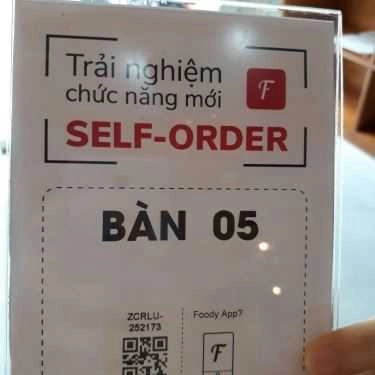 Trải nghiệm
chức năng mới
F
SELF-ORDER
BÀN 05
ZCRLU-
252173
Foody App?
F